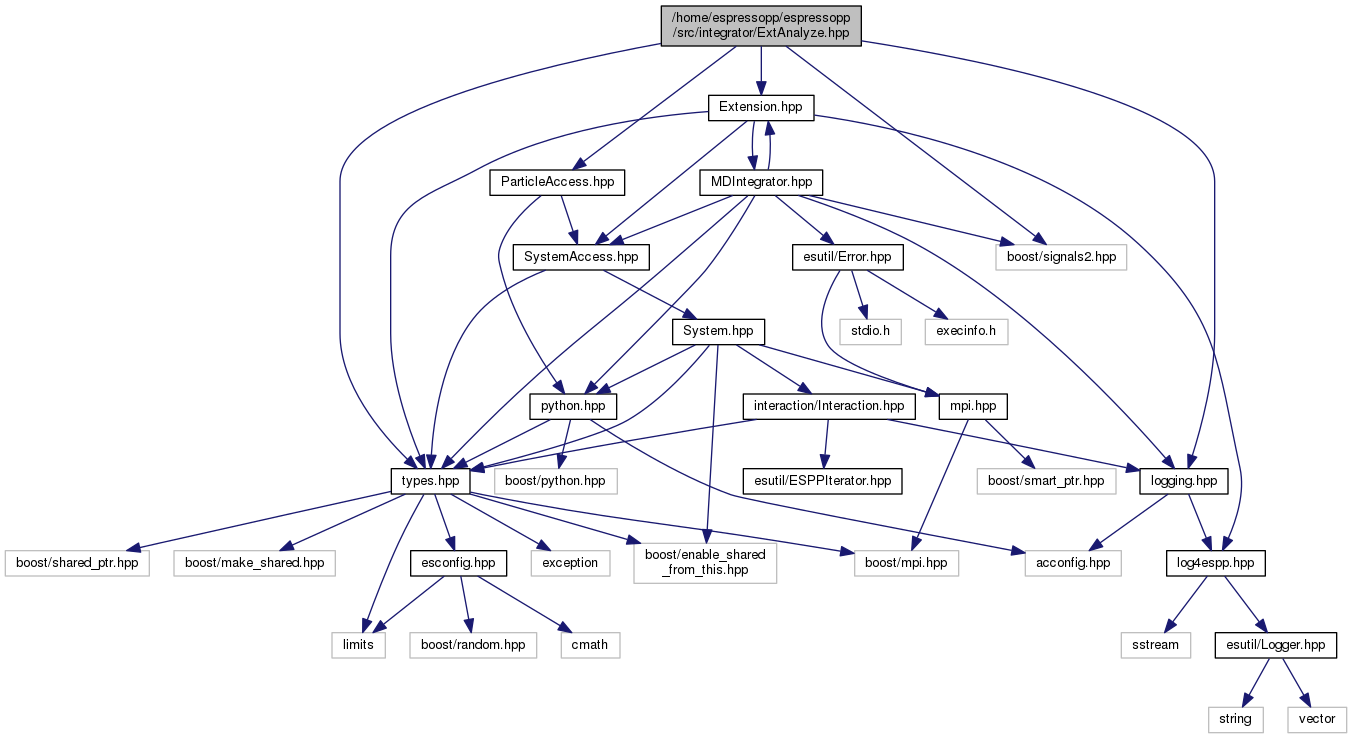 /home/espressopp/espressopp
/src/integrator/ExtAnalyze.hpp
Extension.hpp
ParticleAccess.hpp
MDIntegrator.hpp
SystemAccess.hpp
esutil/Error.hpp
boost/signals2.hpp
System.hpp
stdio.h
execinfo.h
python.hpp
interaction/Interaction.hpp
mpi.hpp
types.hpp
boost/python.hpp
esutil/ESPPIterator.hpp
boost/smart_ptr.hpp
logging.hpp
boost/shared_ptr.hpp
boost/make_shared.hpp
esconfig.hpp
exception
boost/enable_shared
_from_this.hpp
boost/mpi.hpp
acconfig.hpp
log4espp.hpp
limits
boost/random.hpp
cmath
sstream
esutil/Logger.hpp
string
vector